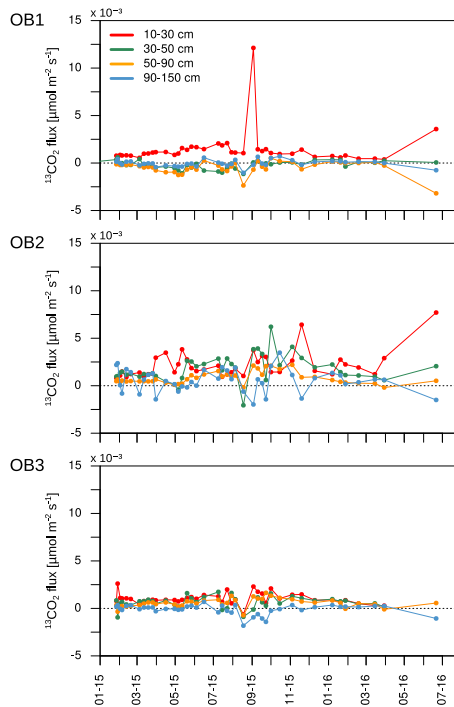 OB1
x 10⁻³
15
10
5
0
-5
¹³CO₂ flux [µmol m⁻² s⁻¹]
10-30 cm
30-50 cm
50-90 cm
90-150 cm
OB2
x 10⁻³
15
10
5
0
-5
¹³CO₂ flux [µmol m⁻² s⁻¹]
OB3
x 10⁻³
15
10
5
0
-5
¹³CO₂ flux [µmol m⁻² s⁻¹]
01-15
03-15
05-15
07-15
09-15
11-15
01-16
03-16
05-16
07-16